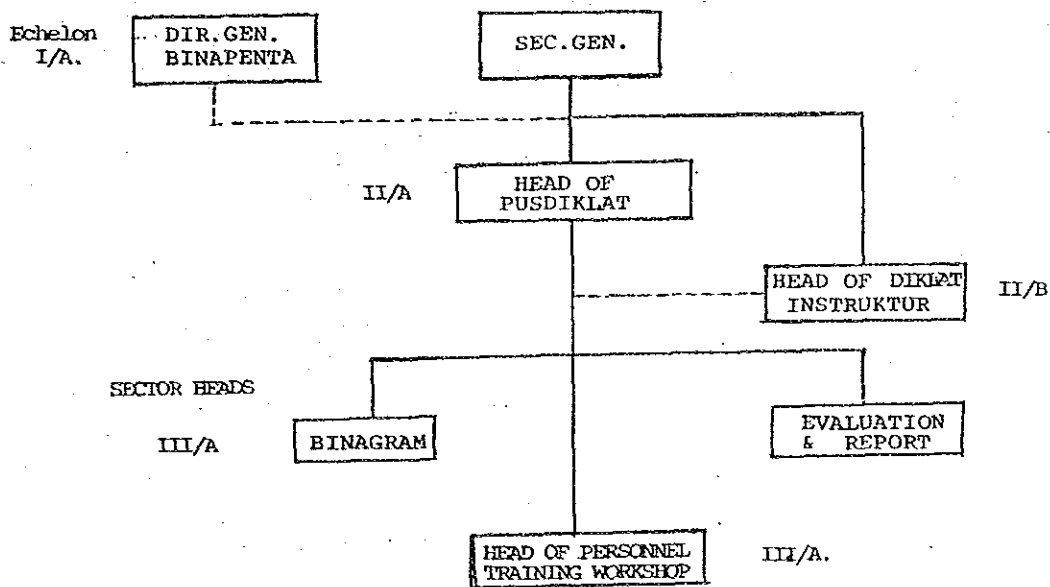 Echelon
I/A.
DIR.GEN.
BINAPENTA
SEC.GEN.
II/A
HEAD OF
PUSDIKLAT
HEAD OF DIKLAT
INSTRUKTUR
II/B
SECTOR HEADS
III/A
BINAGRAM
EVALUATION
& REPORT
HEAD OF PERSONNEL
TRAINING WORKSHOP
III/A.